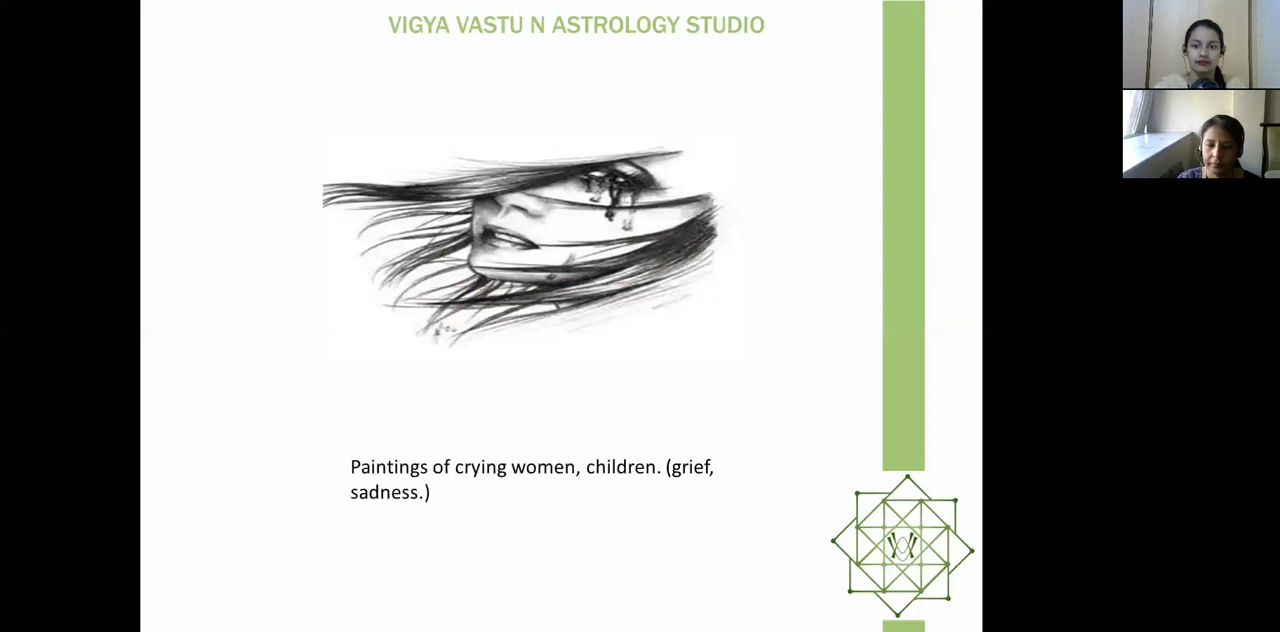 VIGYA VASTU N ASTROLOGY STUDIO
Paintings of crying women, children. (grief,
sadness.)